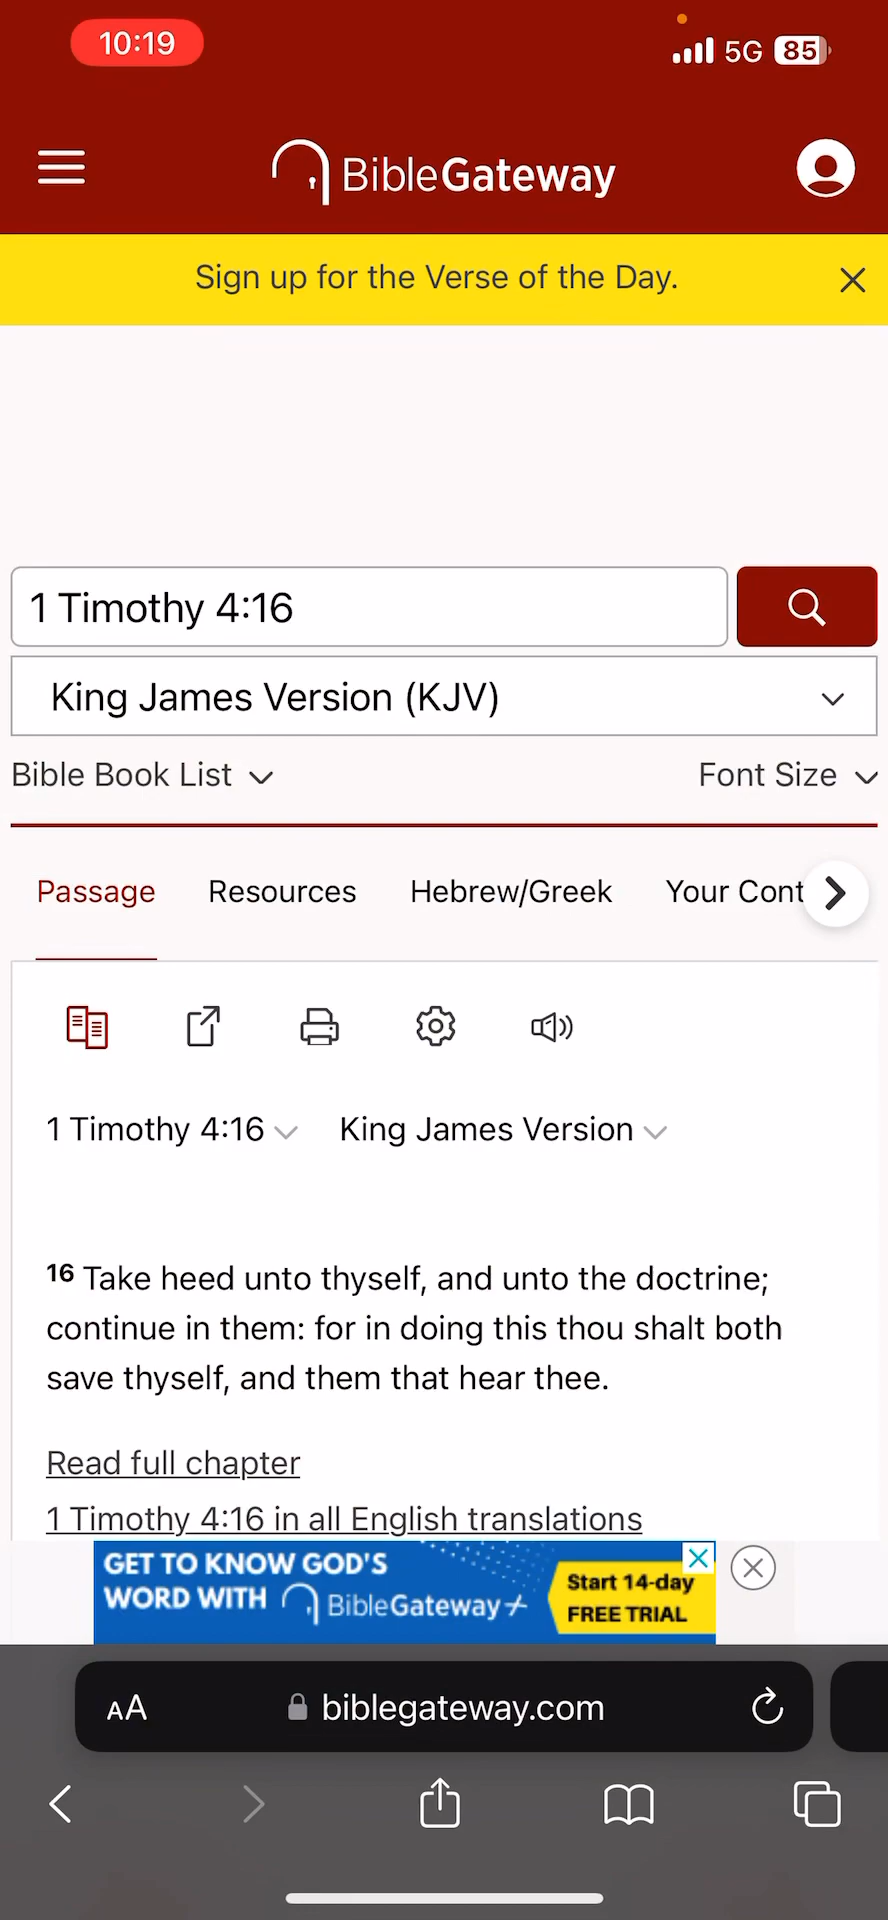 10:19
5G 85
BibleGateway
Sign up for the Verse of the Day.
1 Timothy 4:16
King James Version (KJV)
Bible Book List Font Size
Passage Resources Hebrew/Greek Your Cont
1 Timothy 4:16 King James Version
16 Take heed unto thyself, and unto the doctrine;
continue in them: for in doing this thou shalt both
save thyself, and them that hear thee.
Read full chapter
1 Timothy 4:16 in all English translations
GET TO KNOW GOD'S
WORD WITH BibleGateway+
Start 14-day
FREE TRIAL
AA biblegateway.com